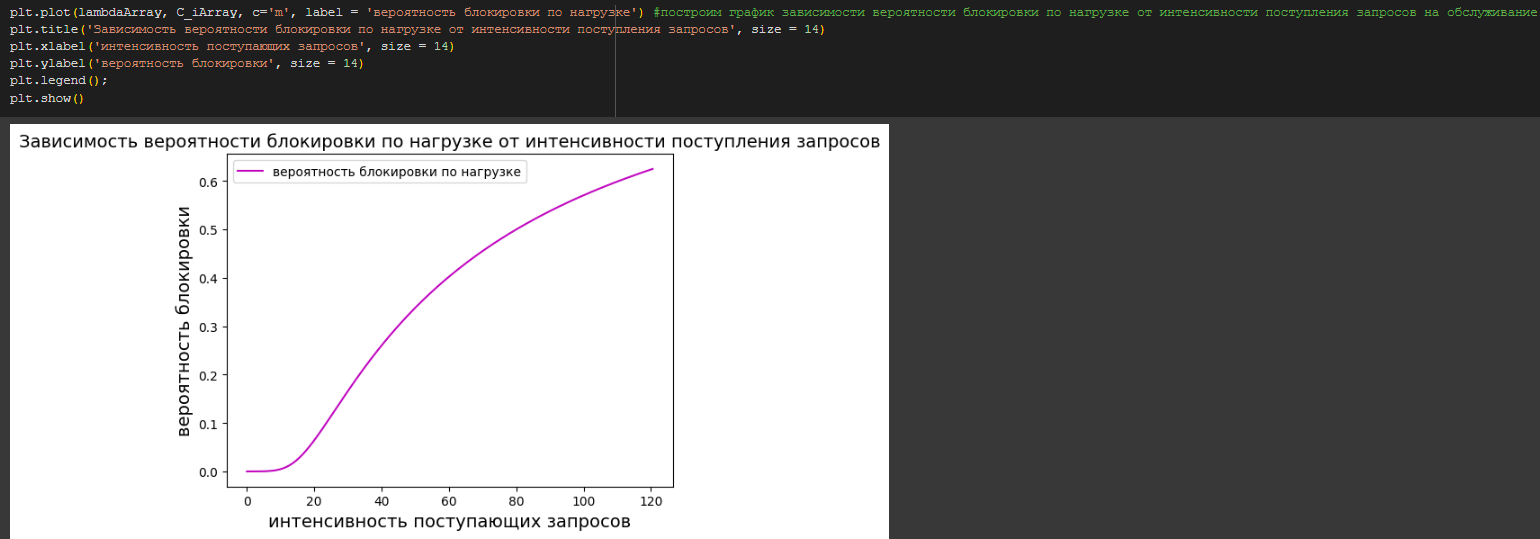 plt.plot(lambdaArray, C_iArray, c='m', label = 'вероятность блокировки по нагрузке') #построим график зависимости вероятности блокировки по нагрузке от интенсивности поступления запросов на обслуживание
plt.title('Зависимость вероятности блокировки по нагрузке от интенсивности поступления запросов', size = 14)
plt.xlabel('интенсивность поступающих запросов', size = 14)
plt.ylabel('вероятность блокировки', size = 14)
plt.legend();
plt.show()
Зависимость вероятности блокировки по нагрузке от интенсивности поступления запросов
вероятность блокировки по нагрузке
вероятность блокировки
0.6
0.5
0.4
0.3
0.2
0.1
0.0
0 20 40 60 80 100 120
интенсивность поступающих запросов